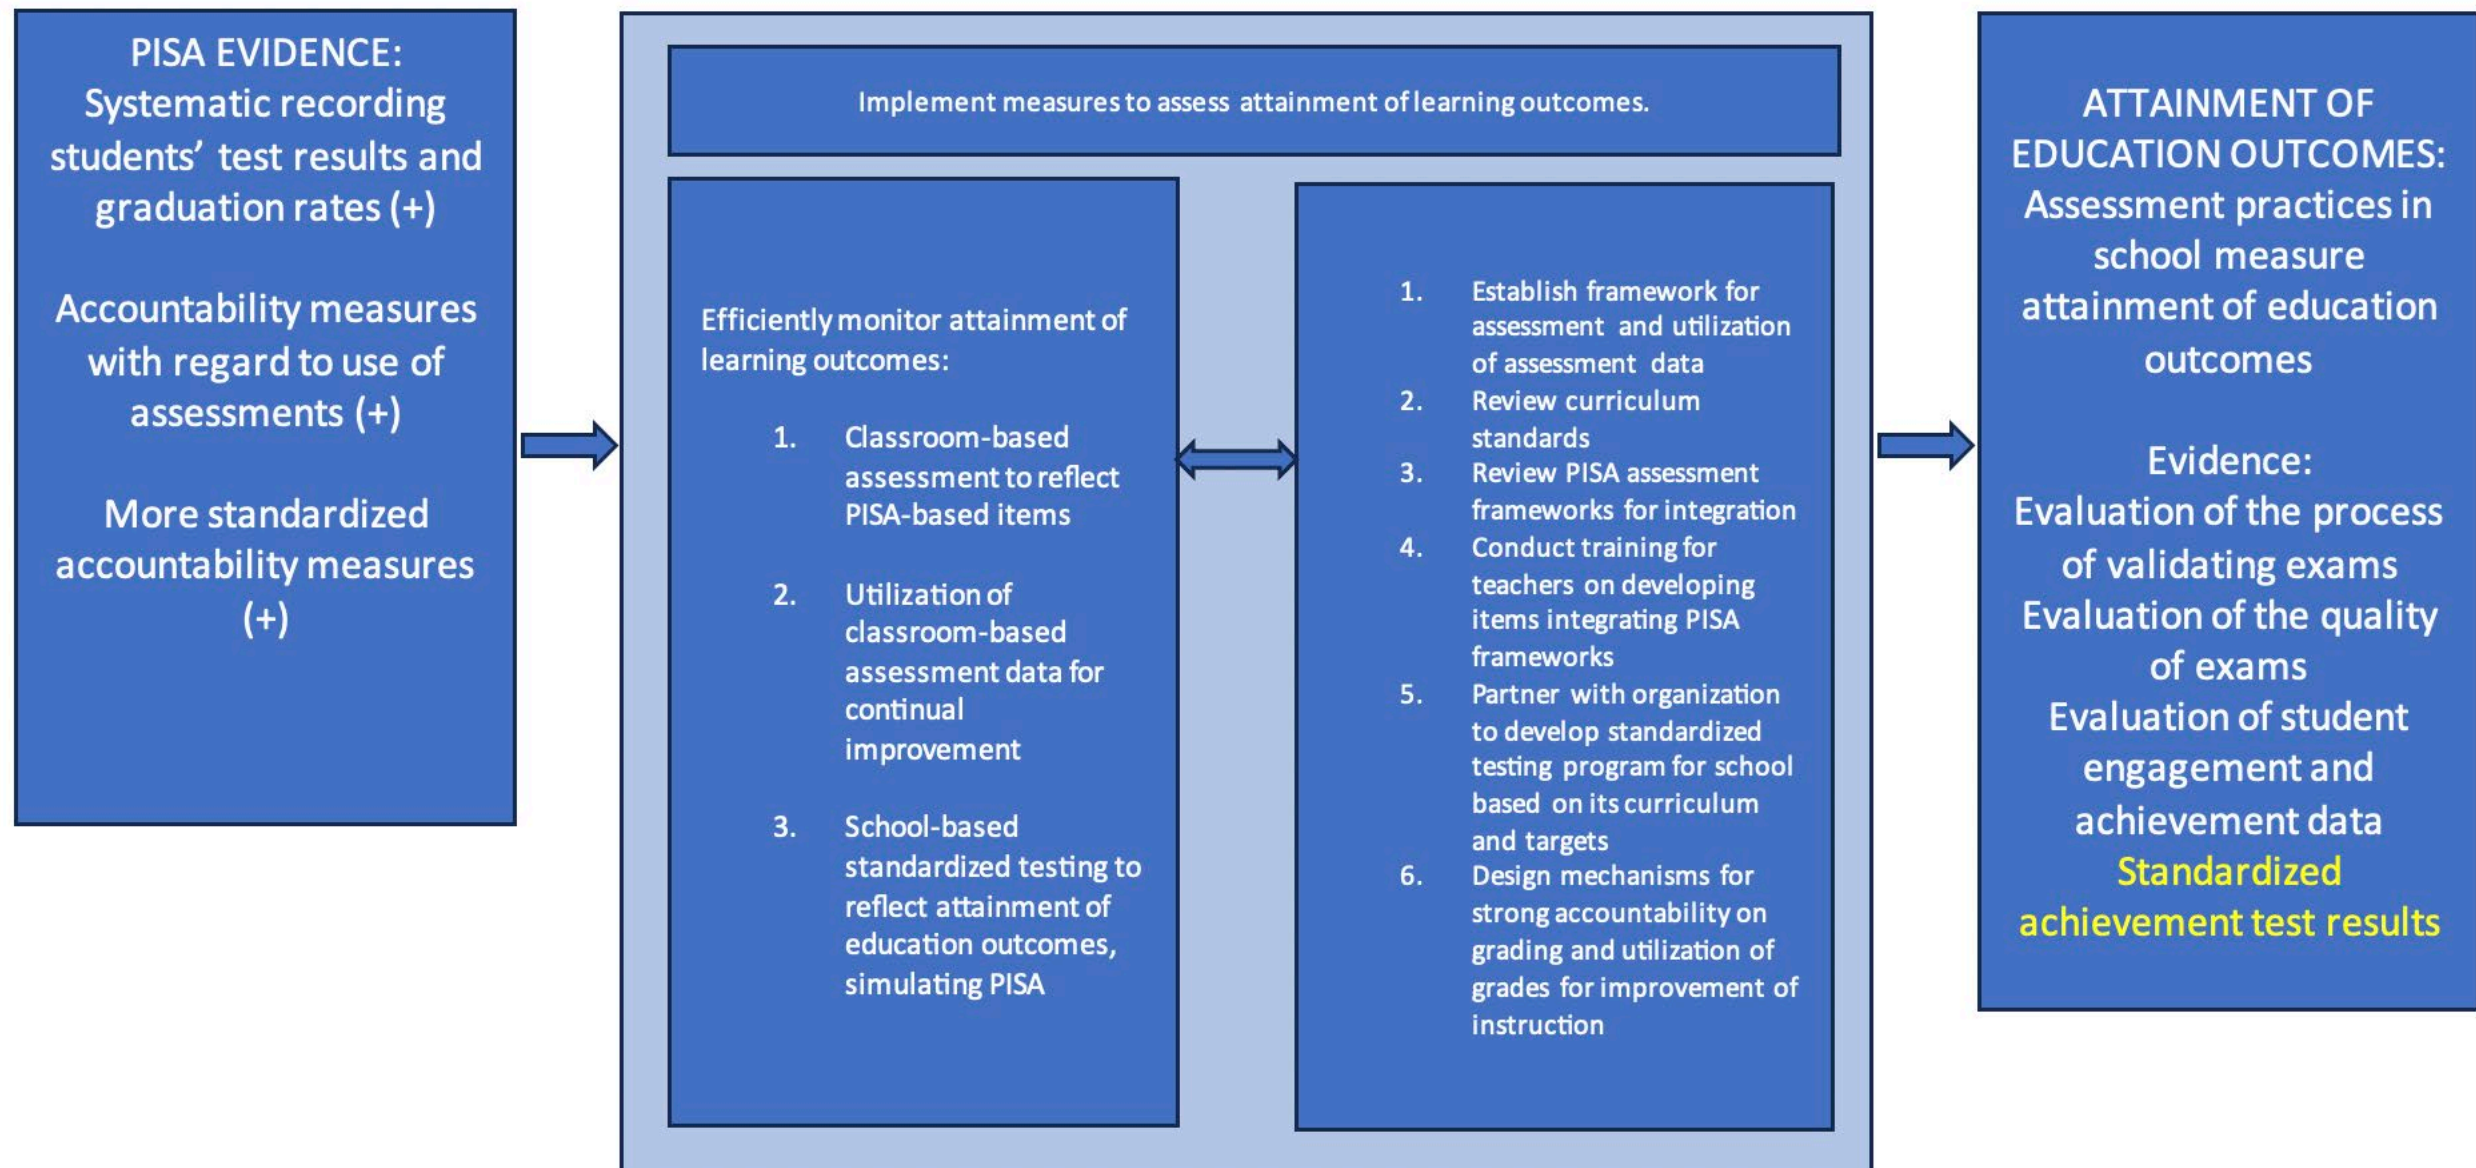 PISA EVIDENCE:
Systematic recording
students’ test results and
graduation rates (+)
Accountability measures
with regard to use of
assessments (+)
More standardized
accountability measures
(+)
Implement measures to assess attainment of learning outcomes.
Efficiently monitor attainment of
learning outcomes:
1. Classroom-based
assessment to reflect
PISA-based items
2. Utilization of
classroom-based
assessment data for
continual
improvement
3. School-based
standardized testing to
reflect attainment of
education outcomes,
simulating PISA
1. Establish framework for
assessment and utilization
of assessment data
2. Review curriculum
standards
3. Review PISA assessment
frameworks for integration
4. Conduct training for
teachers on developing
items integrating PISA
frameworks
5. Partner with organization
to develop standardized
testing program for school
based on its curriculum
and targets
6. Design mechanisms for
strong accountability on
grading and utilization of
grades for improvement of
instruction
ATTAINMENT OF
EDUCATION OUTCOMES:
Assessment practices in
school measure
attainment of education
outcomes
Evidence:
Evaluation of the process
of validating exams
Evaluation of the quality
of exams
Evaluation of student
engagement and
achievement data
Standardized
achievement test results